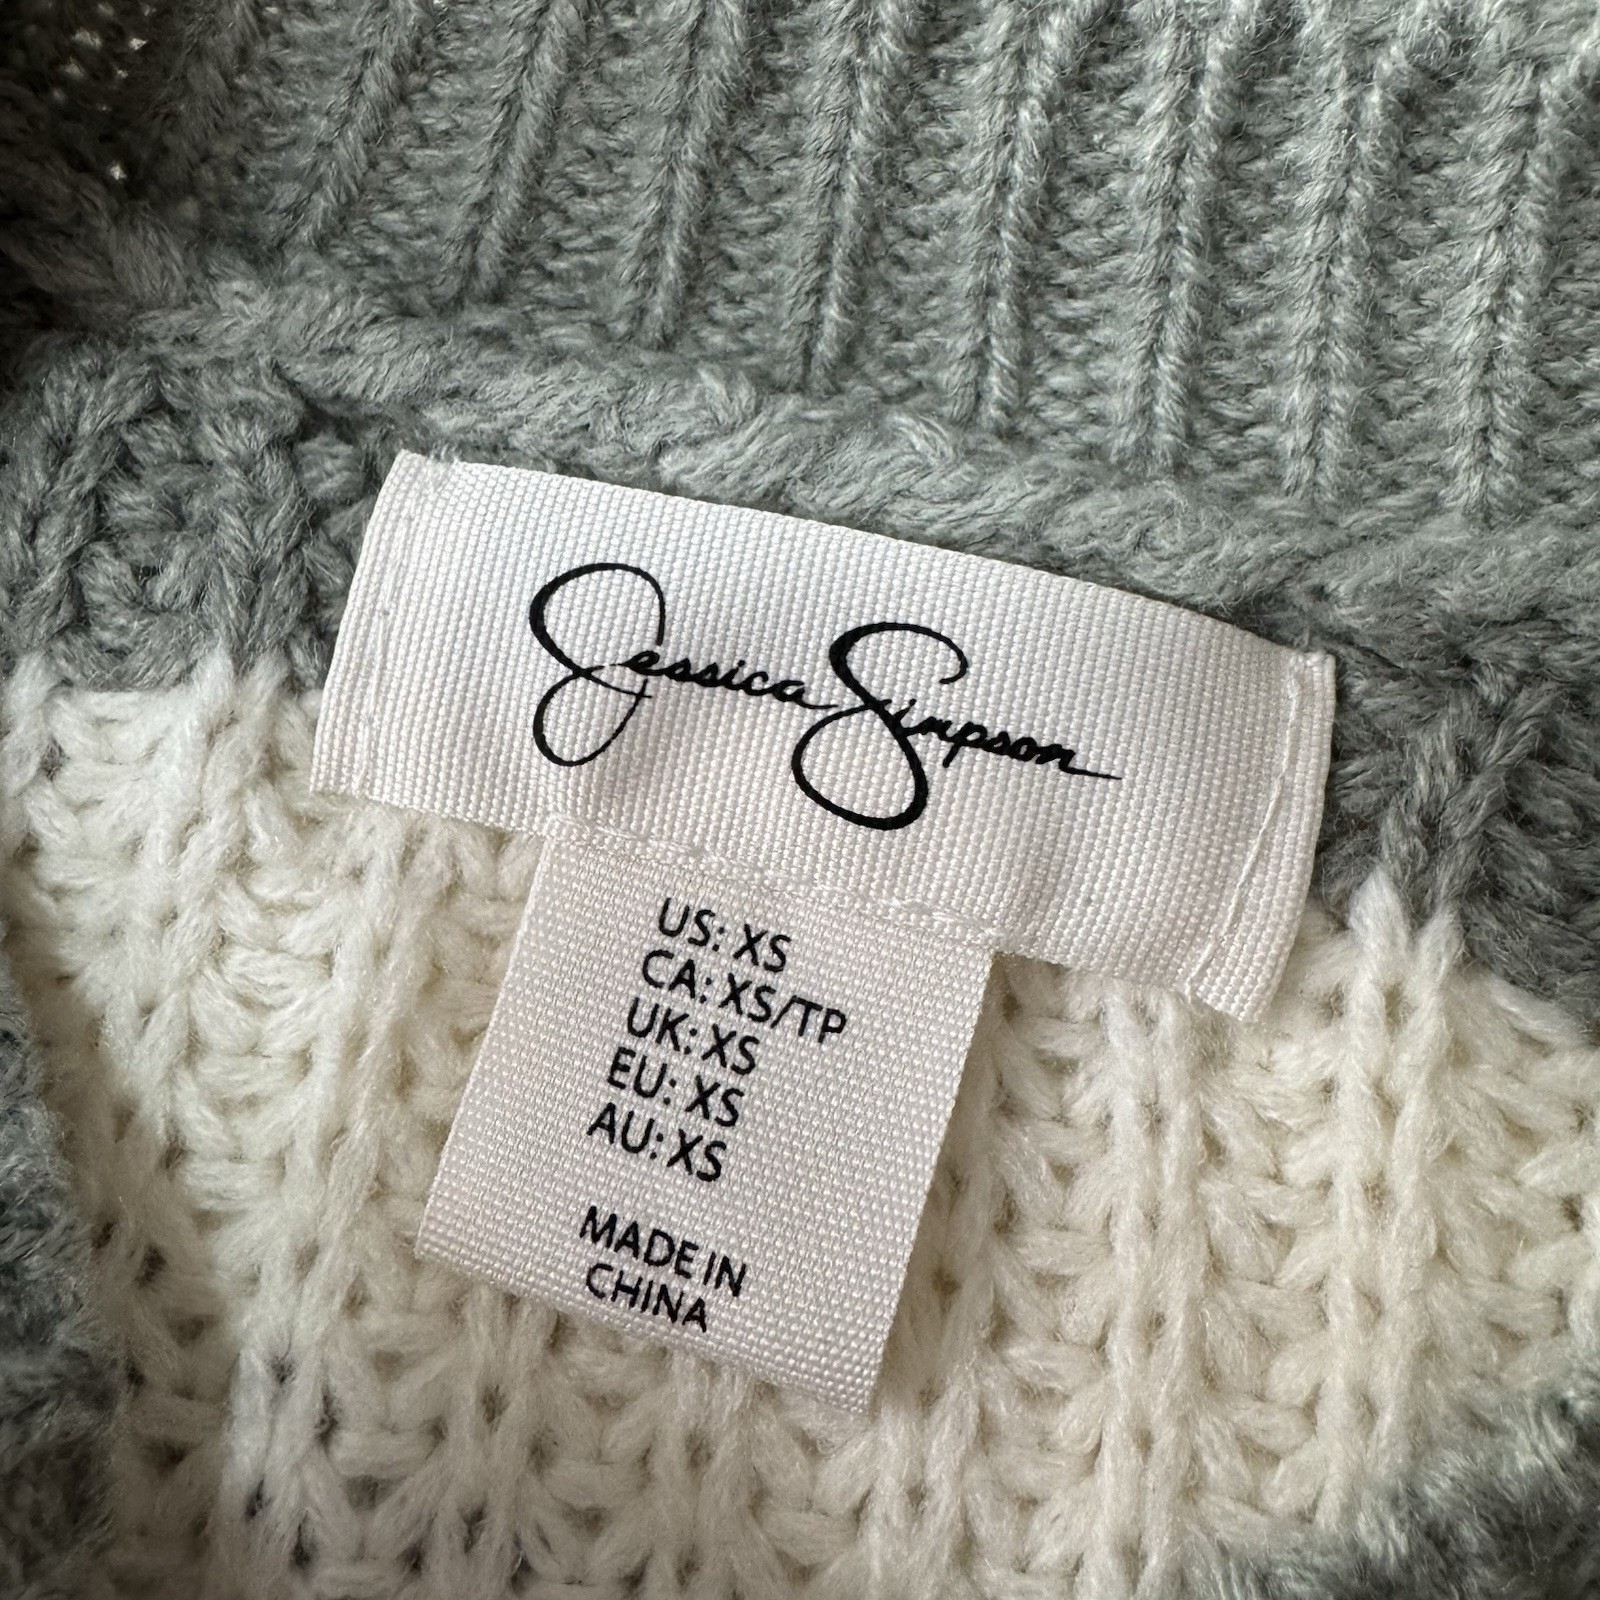 Jessica Simpson
US: XS
CA: XS/TP
UK: XS
EU: XS
AU: XS
MADE IN
CHINA